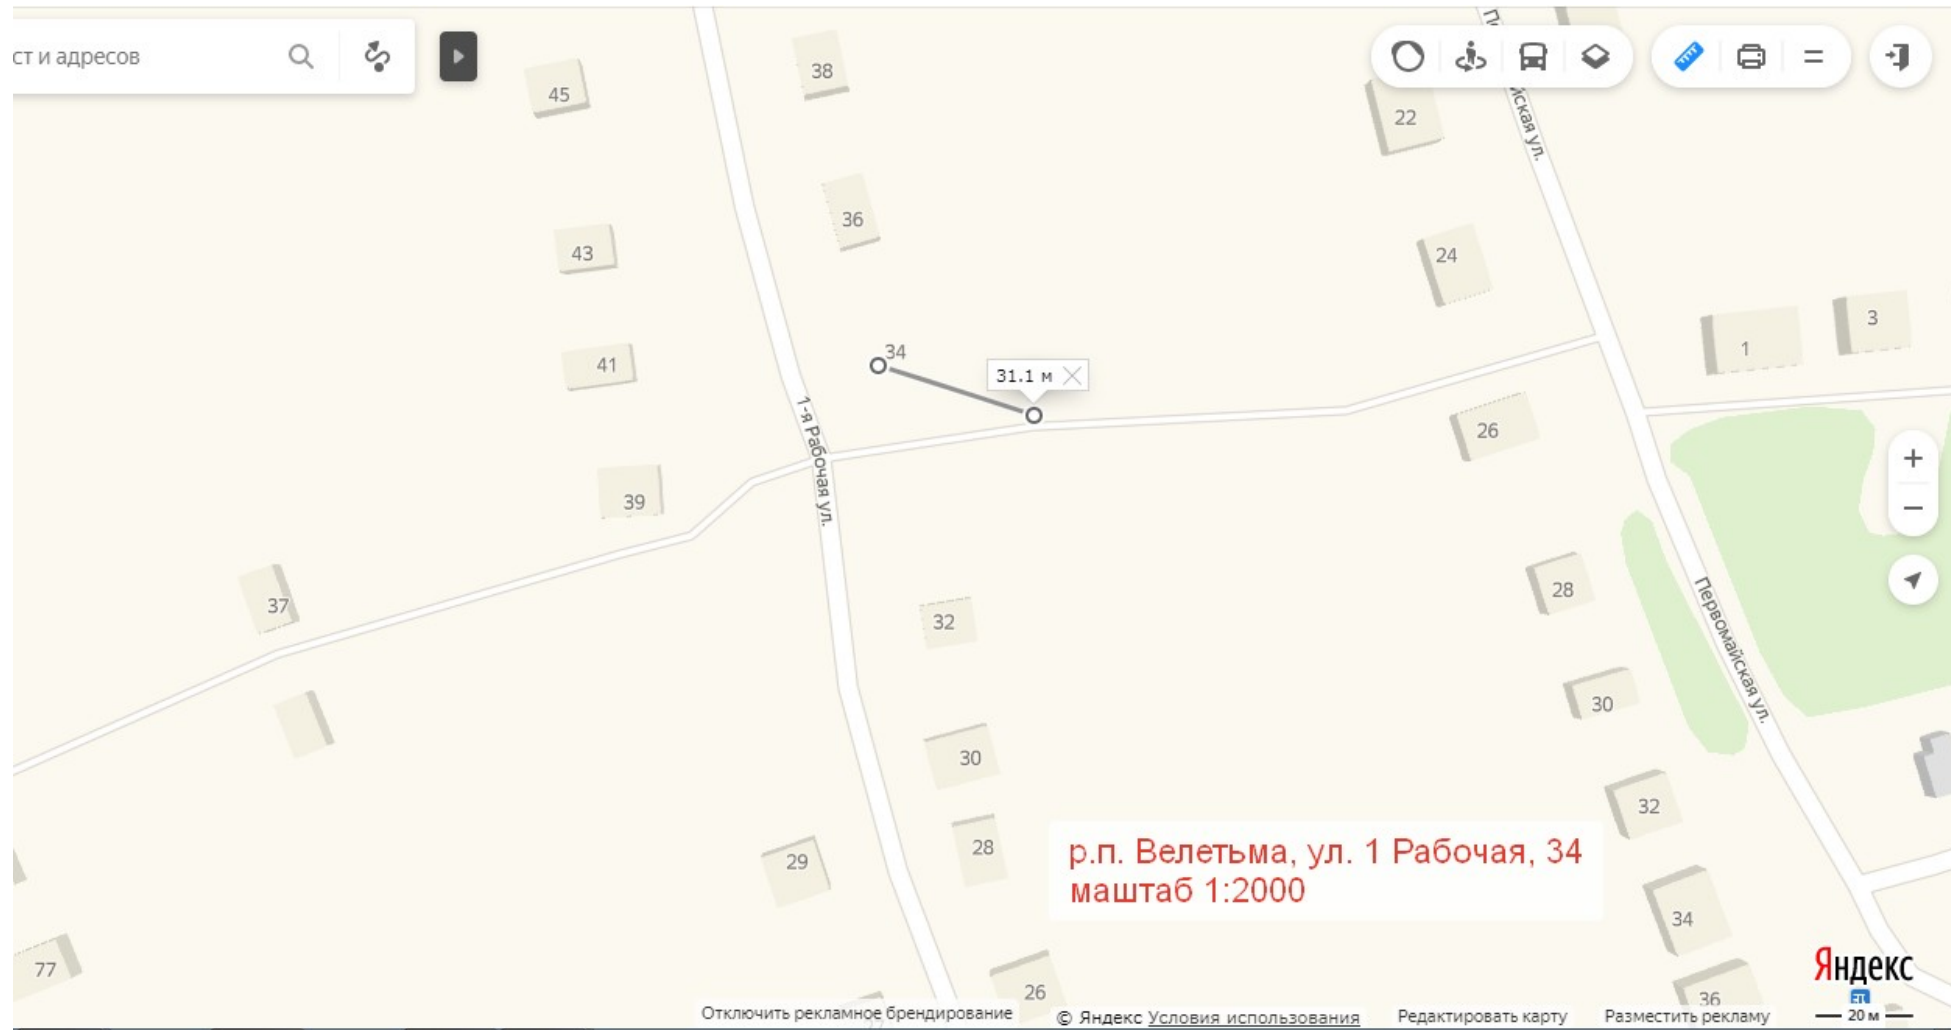 ст и адресов
45
38
Первомайская ул.
22
36
43
24
3
1
34
31.1 м
41
1-я Рабочая ул.
26
39
28
37
32
Первомайская ул.
30
30
32
28
29
р.п. Велетьма, ул. 1 Рабочая, 34
маштаб 1:2000
34
77
Яндекс
26
36
Отключить рекламное брендирование
© Яндекс Условия использования
Редактировать карту
Разместить рекламу
20 м